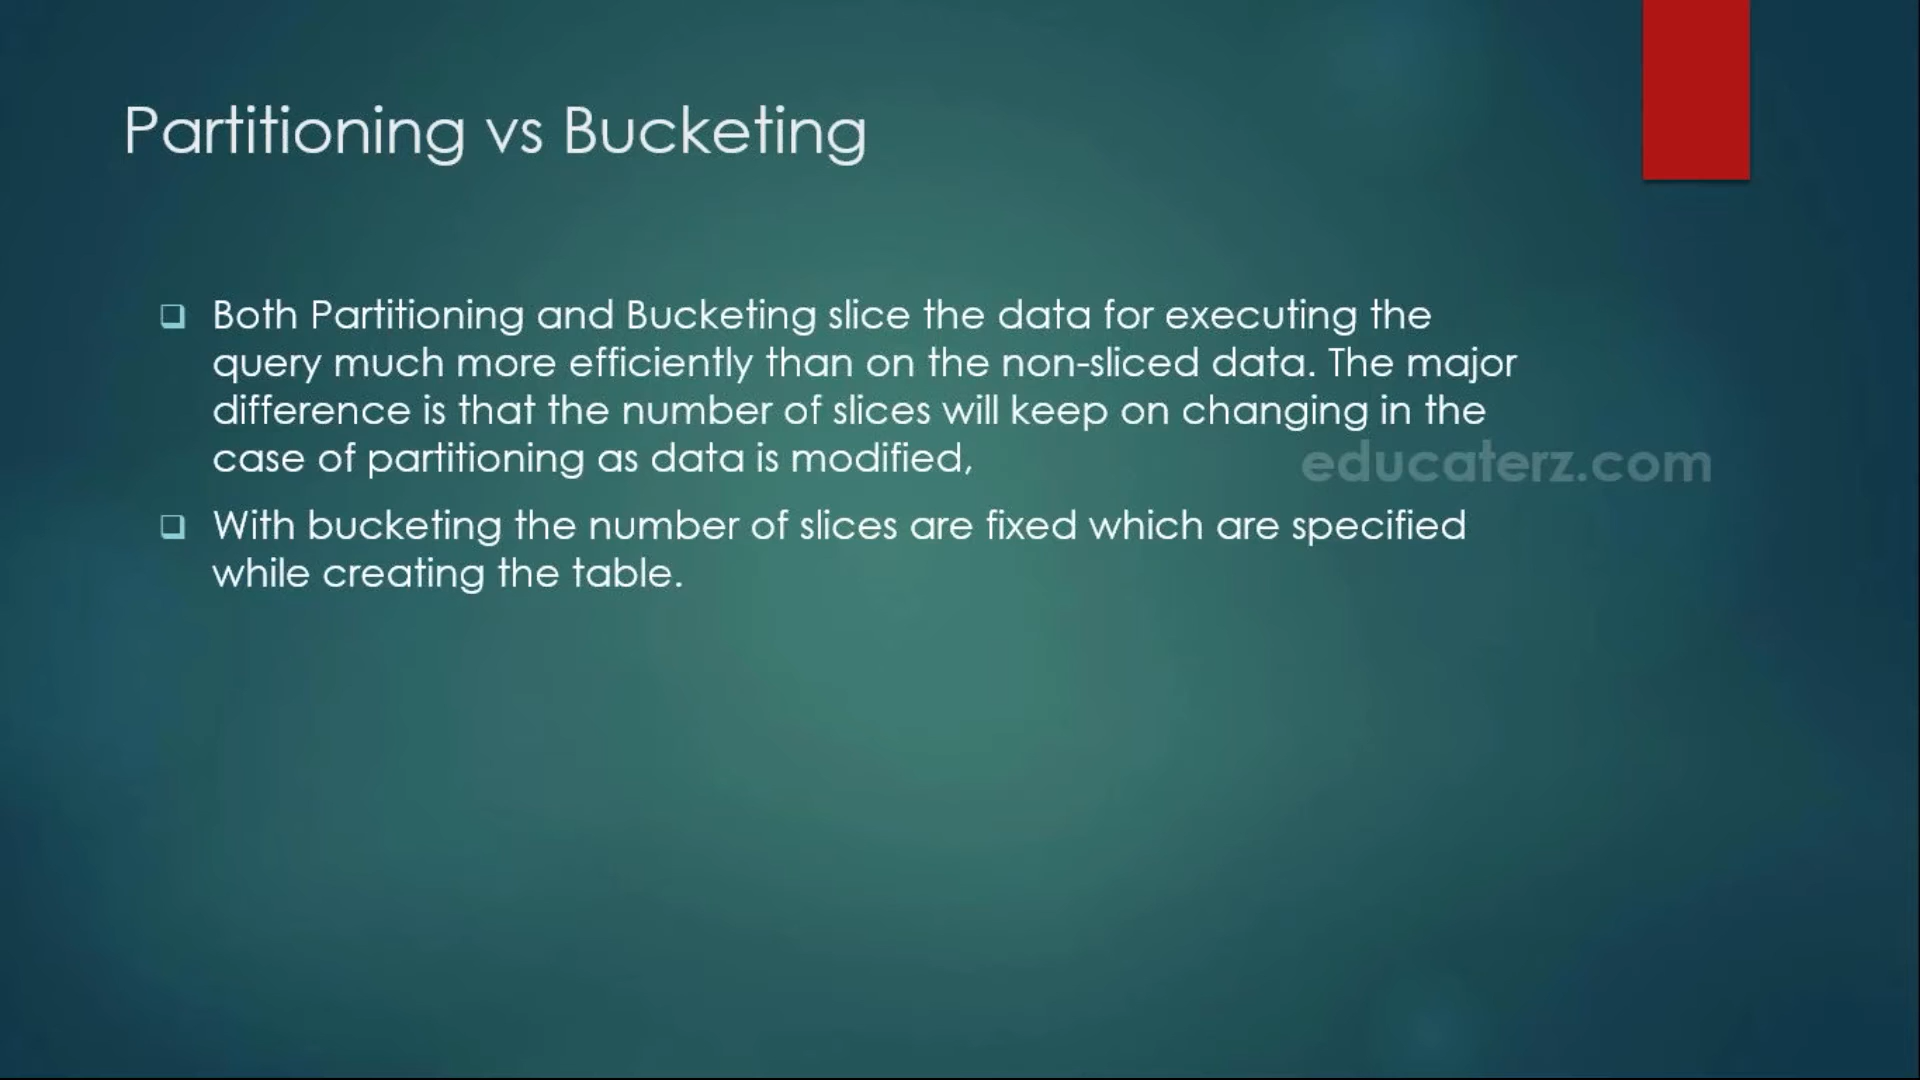 Partitioning vs Bucketing
Both Partitioning and Bucketing slice the data for executing the
query much more efficiently than on the non-sliced data. The major
difference is that the number of slices will keep on changing in the
case of partitioning as data is modified,
educaterz.com
With bucketing the number of slices are fixed which are specified
while creating the table.